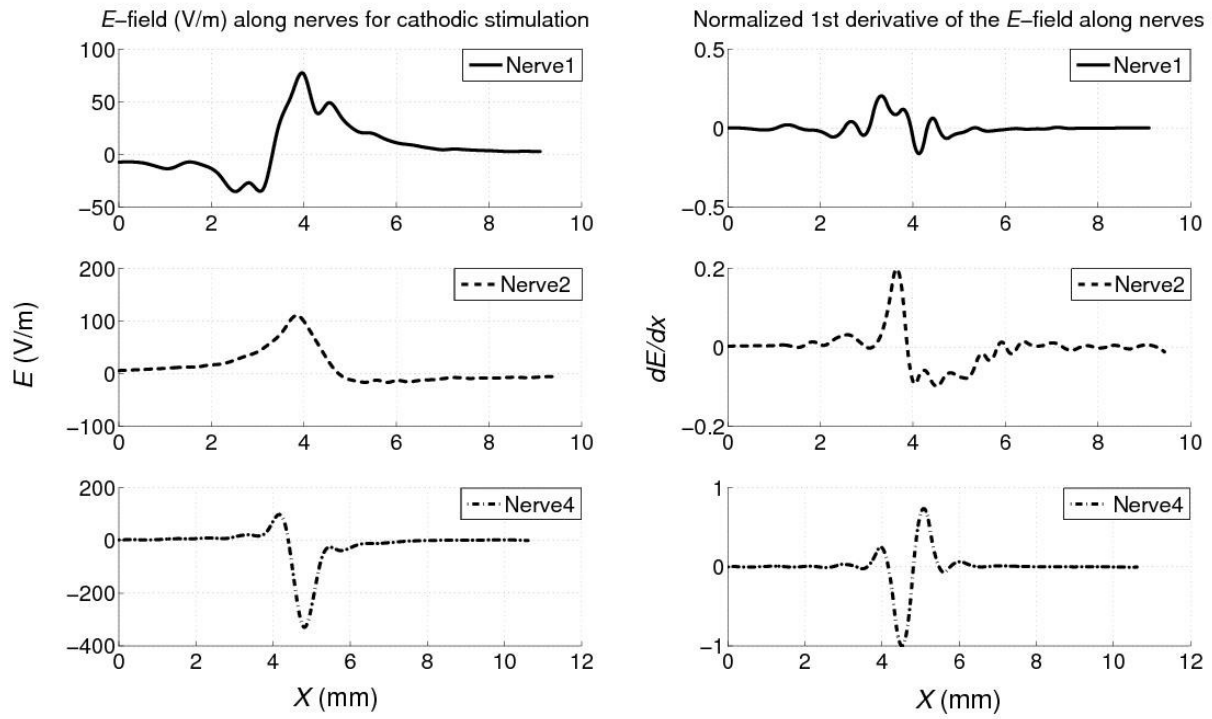 E–field (V/m) along nerves for cathodic stimulation
Normalized 1st derivative of the E–field along nerves
100
50
0
−50
0 2 4 6 8 10
Nerve1
0.5
0
−0.5
0 2 4 6 8 10
Nerve1
E (V/m)
200
100
0
−100
0 2 4 6 8 10
Nerve2
dE/dx
0.2
0
−0.2
0 2 4 6 8 10
Nerve2
200
0
−200
−400
0 2 4 6 8 10 12
Nerve4
X (mm)
1
0
−1
0 2 4 6 8 10 12
Nerve4
X (mm)